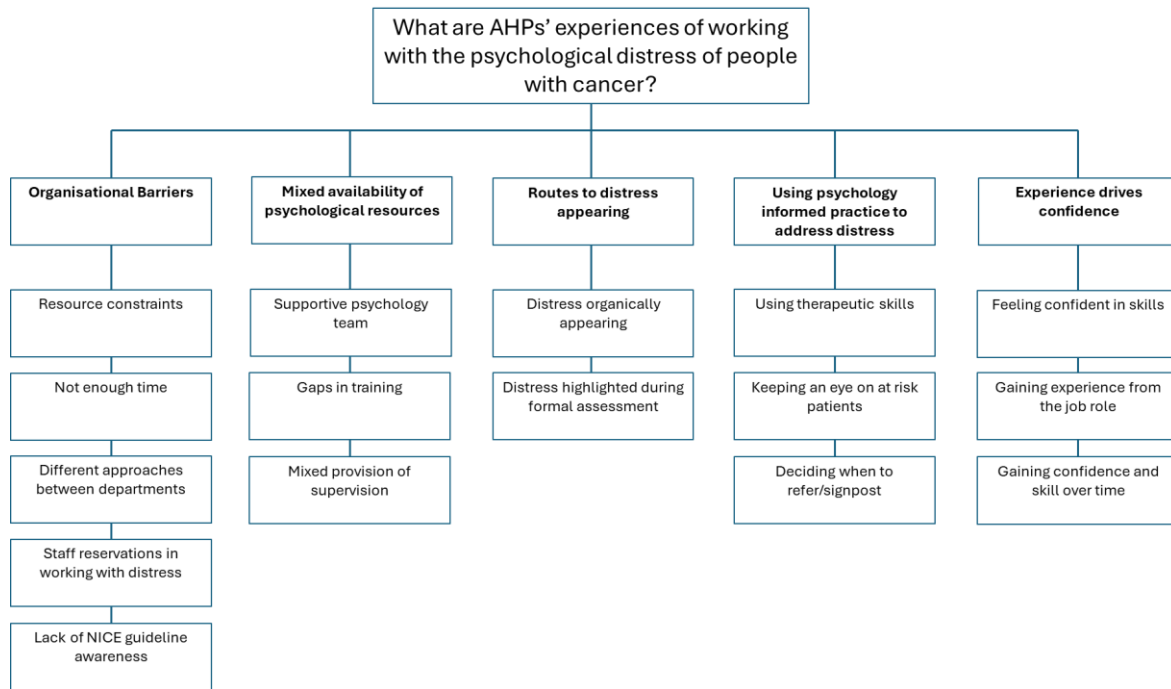 What are AHPs’ experiences of working
with the psychological distress of people
with cancer?
Organisational Barriers
Resource constraints
Not enough time
Different approaches
between departments
Staff reservations in
working with distress
Lack of NICE guideline
awareness
Mixed availability of
psychological resources
Supportive psychology
team
Gaps in training
Mixed provision of
supervision
Routes to distress
appearing
Distress organically
appearing
Distress highlighted during
formal assessment
Using psychology
informed practice to
address distress
Using therapeutic skills
Keeping an eye on at risk
patients
Deciding when to
refer/signpost
Experience drives
confidence
Feeling confident in skills
Gaining experience from
the job role
Gaining confidence and
skill over time